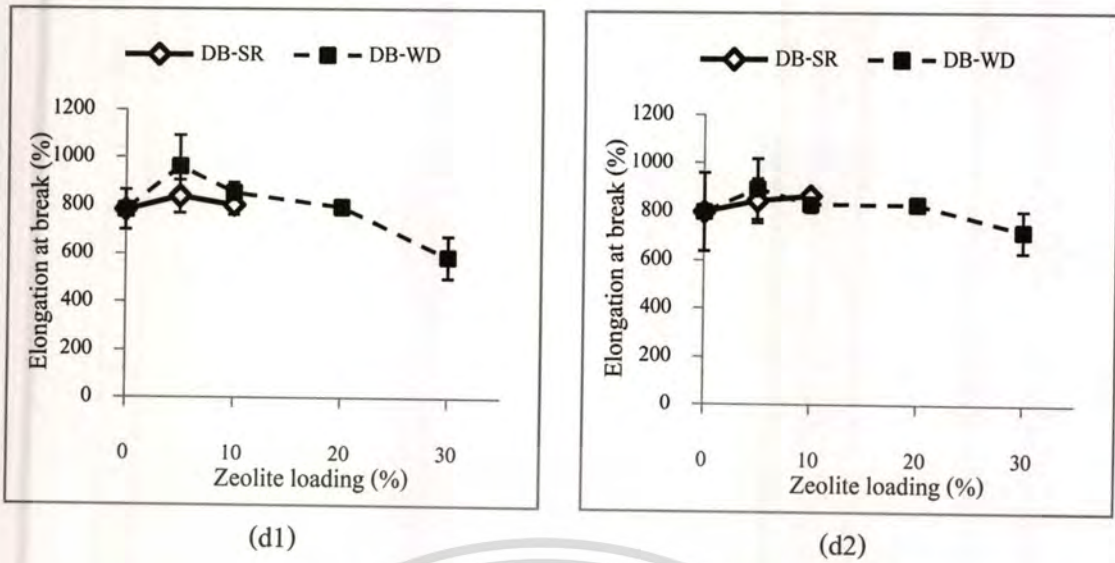 DB-SR DB-WD
1200
1000
800
600
400
200
0
Elongation at break (%)
0 10 20 30
Zeolite loading (%)
(d1)
DB-SR DB-WD
1200
1000
800
600
400
200
0
Elongation at break (%)
0 10 20 30
Zeolite loading (%)
(d2)